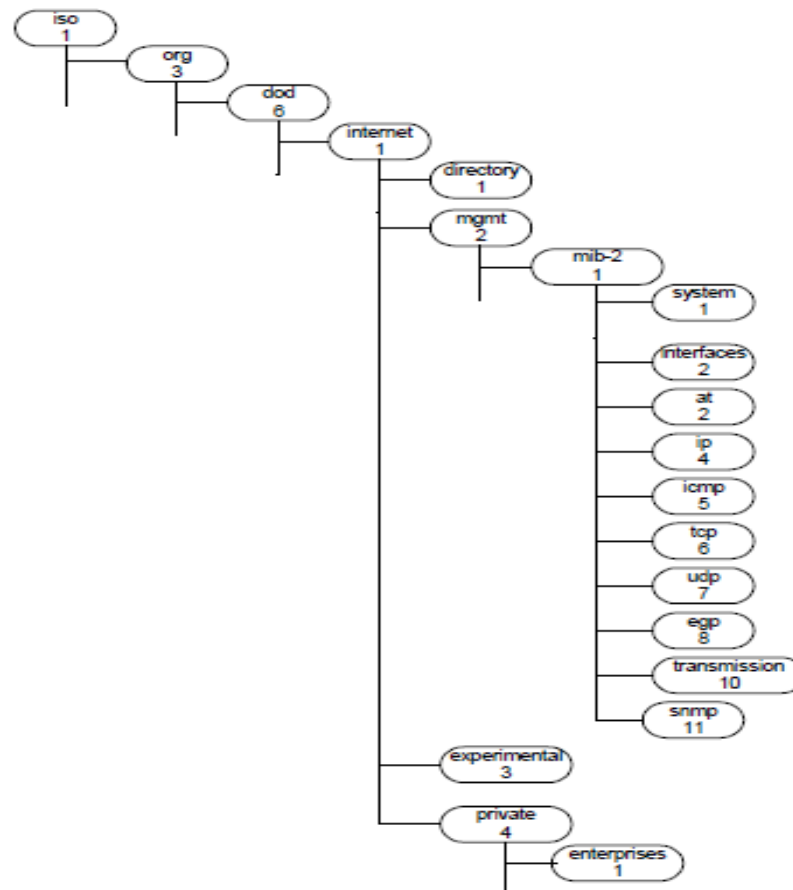 iso
1
org
3
dod
6
internet
1
directory
1
mgmt
2
mib-2
1
system
1
interfaces
2
at
2
ip
4
icmp
5
tcp
6
udp
7
egp
8
transmission
10
snmp
11
experimental
3
private
4
enterprises
1